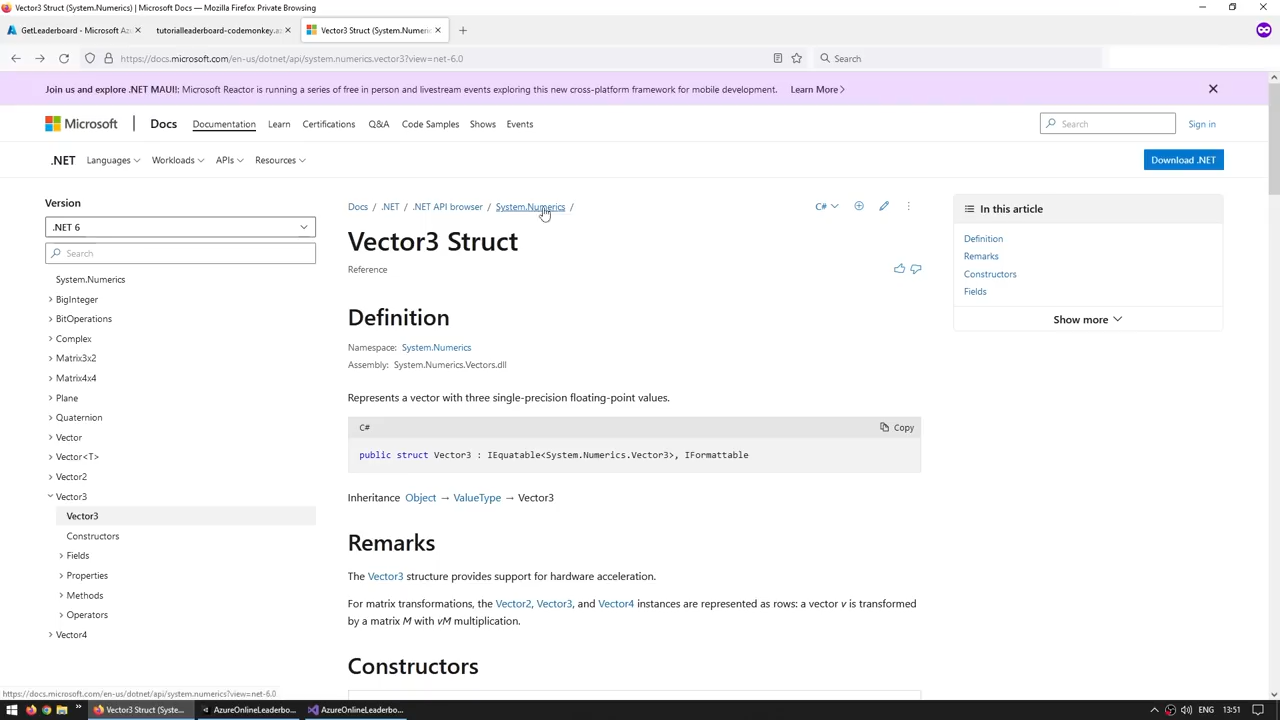 Vector3 Struct (System.Numerics) | Microsoft Docs — Mozilla Firefox Private Browsing
GetLeaderboard - Microsoft Az
tutorialleaderboard-codemonkey.a
Vector3 Struct (System.Numeric
https://docs.microsoft.com/en-us/dotnet/api/system.numerics.vector3?view=net-6.0
Search
Join us and explore .NET MAUI!: Microsoft Reactor is running a series of free in person and livestream events exploring this new cross-platform framework for mobile development. Learn More
Microsoft
Docs
Documentation
Learn
Certifications
Q&A
Code Samples
Shows
Events
Search
Sign in
.NET
Languages
Workloads
APIs
Resources
Download .NET
Version
.NET 6
Search
System.Numerics
BigInteger
BitOperations
Complex
Matrix3x2
Matrix4x4
Plane
Quaternion
Vector
Vector<T>
Vector2
Vector3
Vector3
Constructors
Fields
Properties
Methods
Operators
Vector4
Docs / .NET / .NET API browser / System.Numerics /
C#
Vector3 Struct
Reference
Definition
Namespace: System.Numerics
Assembly: System.Numerics.Vectors.dll
Represents a vector with three single-precision floating-point values.
C#
Copy
public struct Vector3 : IEquatable<System.Numerics.Vector3>, IFormattable
Inheritance Object → ValueType → Vector3
Remarks
The Vector3 structure provides support for hardware acceleration.
For matrix transformations, the Vector2, Vector3, and Vector4 instances are represented as rows: a vector v is transformed
by a matrix M with vM multiplication.
Constructors
In this article
Definition
Remarks
Constructors
Fields
Show more
https://docs.microsoft.com/en-us/dotnet/api/system.numerics?view=net-6.0
Vector3 Struct (Syste...
AzureOnlineLeaderbo...
AzureOnlineLeaderbo...
ENG
13:51